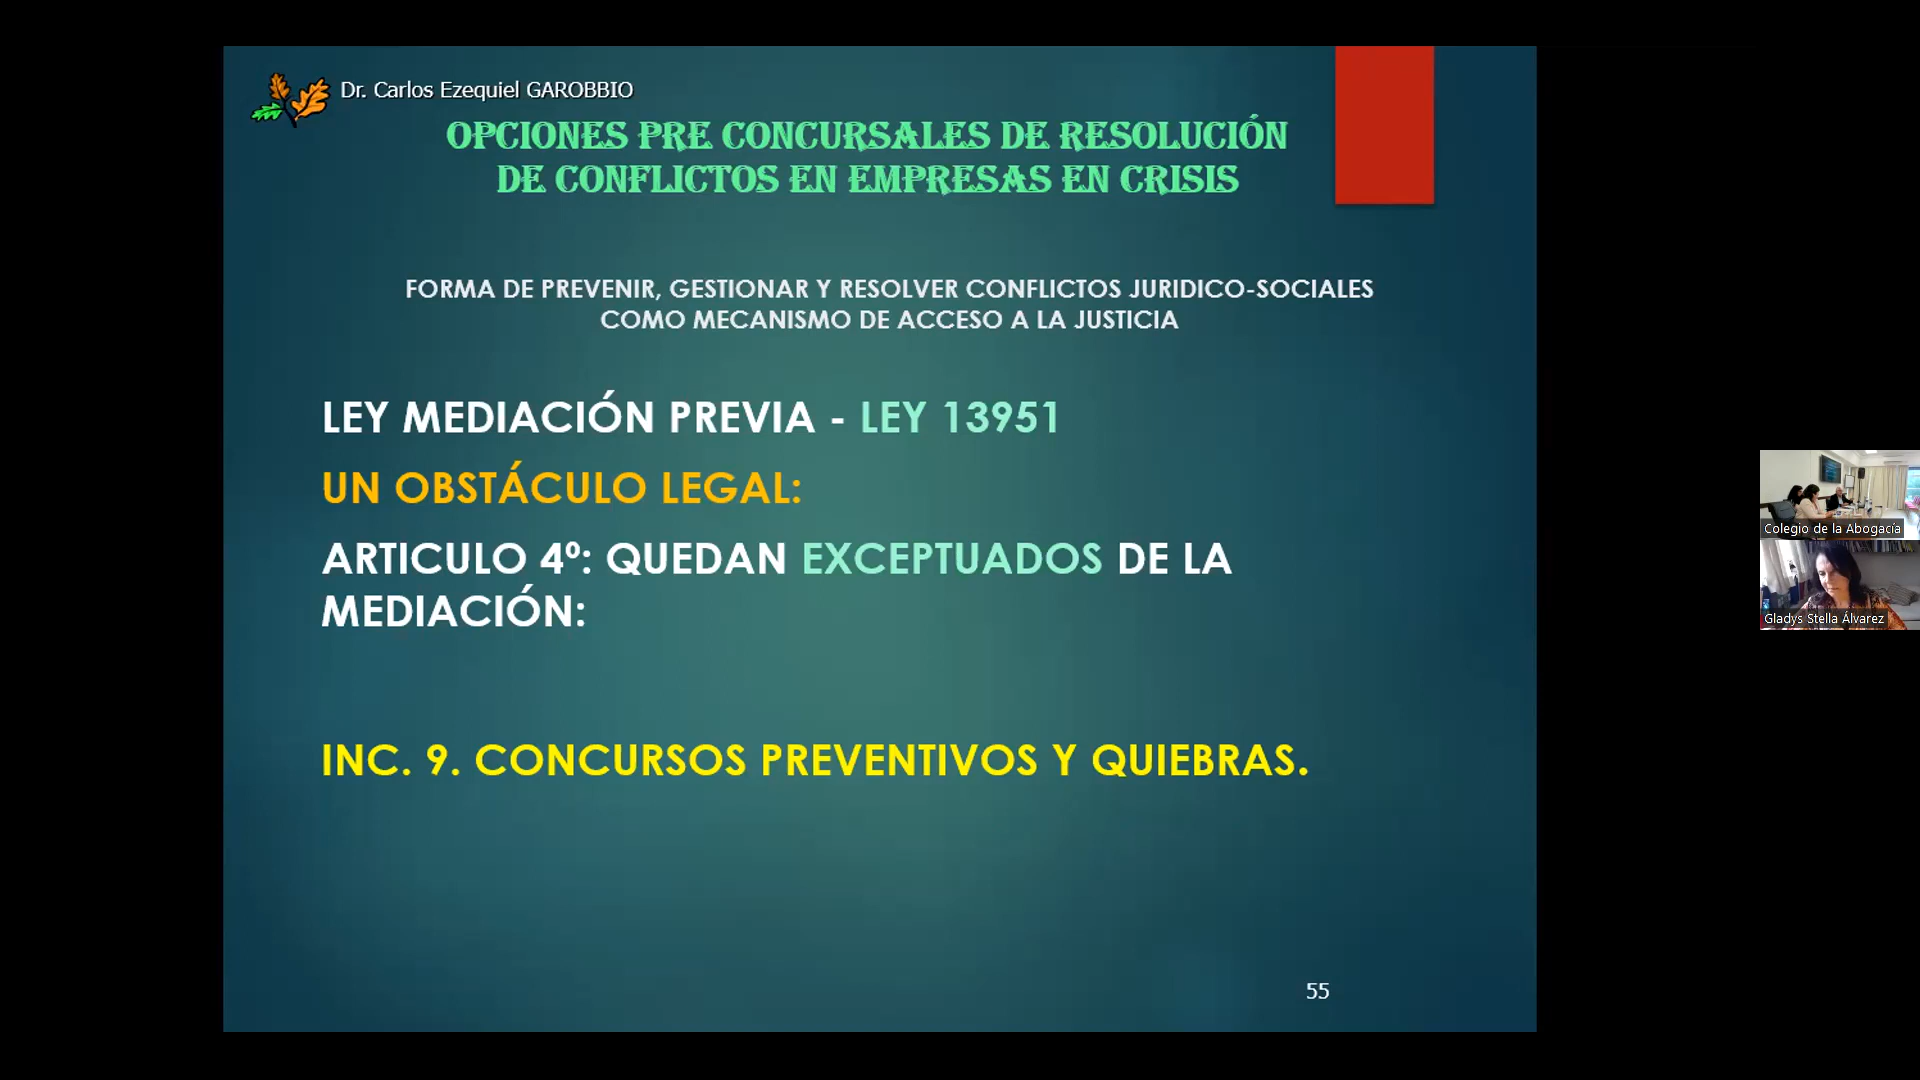 Dr. Carlos Ezequiel GAROBBIO
OPCIONES PRE CONCURSALES DE RESOLUCIÓN
DE CONFLICTOS EN EMPRESAS EN CRISIS
FORMA DE PREVENIR, GESTIONAR Y RESOLVER CONFLICTOS JURIDICO-SOCIALES
COMO MECANISMO DE ACCESO A LA JUSTICIA
LEY MEDIACIÓN PREVIA - LEY 13951
UN OBSTÁCULO LEGAL:
ARTICULO 4º: QUEDAN EXCEPTUADOS DE LA
MEDIACIÓN:
INC. 9. CONCURSOS PREVENTIVOS Y QUIEBRAS.
55
Colegio de la Abogacía
Gladys Stella Álvarez